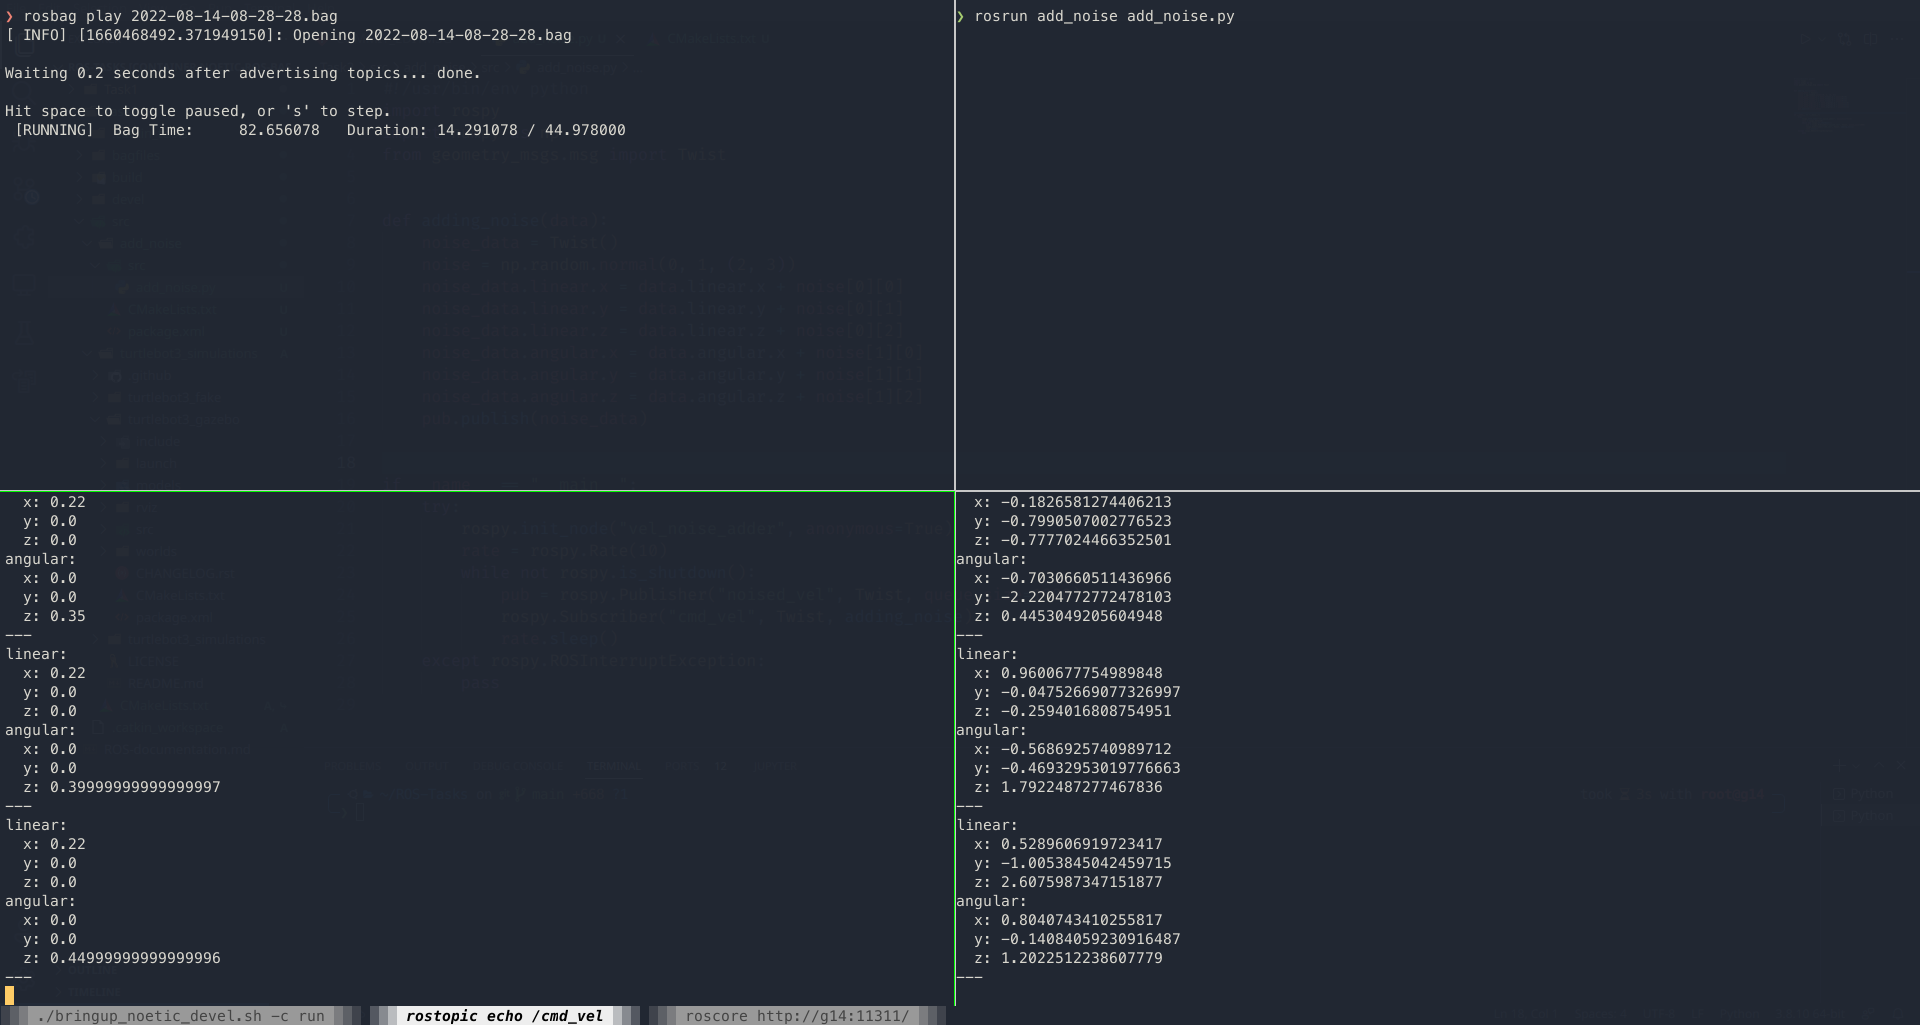 ❯ rosbag play 2022-08-14-08-28-28.bag
[ INFO] [1660468492.371949150]: Opening 2022-08-14-08-28-28.bag
Waiting 0.2 seconds after advertising topics... done.
Hit space to toggle paused, or 's' to step.
[RUNNING]  Bag Time:     82.656078   Duration: 14.291078 / 44.978000
❯ rosrun add_noise add_noise.py
x: 0.22
y: 0.0
z: 0.0
angular:
x: 0.0
y: 0.0
z: 0.35
---
linear:
x: 0.22
y: 0.0
z: 0.0
angular:
x: 0.0
y: 0.0
z: 0.39999999999999997
---
linear:
x: 0.22
y: 0.0
z: 0.0
angular:
x: 0.0
y: 0.0
z: 0.44999999999999996
---
x: -0.1826581274406213
y: -0.7990507002776523
z: -0.7777024466352501
angular:
x: -0.7030660511436966
y: -2.2204772772478103
z: 0.4453049205604948
---
linear:
x: 0.9600677754989848
y: -0.04752669077326997
z: -0.2594016808754951
angular:
x: -0.5686925740989712
y: -0.46932953019776663
z: 1.7922487277467836
---
linear:
x: 0.5289606919723417
y: -1.0053845042459715
z: 2.6075987347151877
angular:
x: 0.8040743410255817
y: -0.14084059230916487
z: 1.2022512238607779
---
./bringup_noetic_devel.sh -c run
rostopic echo /cmd_vel
roscore http://g14:11311/